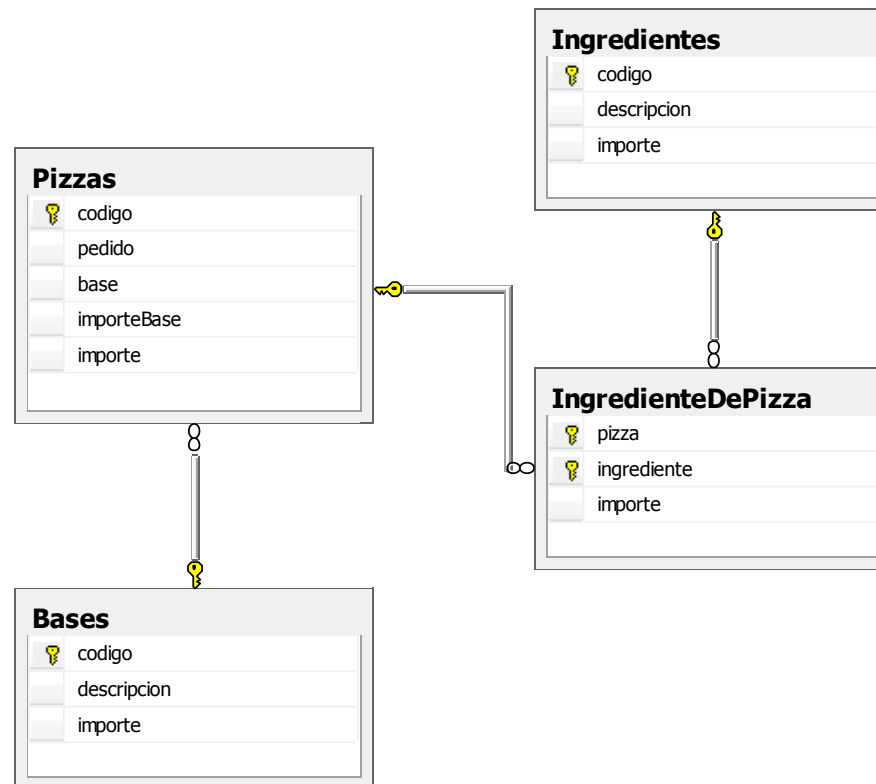 Ingredientes
codigo
descripcion
importe
Pizzas
codigo
pedido
base
importeBase
importe
IngredienteDePizza
pizza
ingrediente
importe
Bases
codigo
descripcion
importe